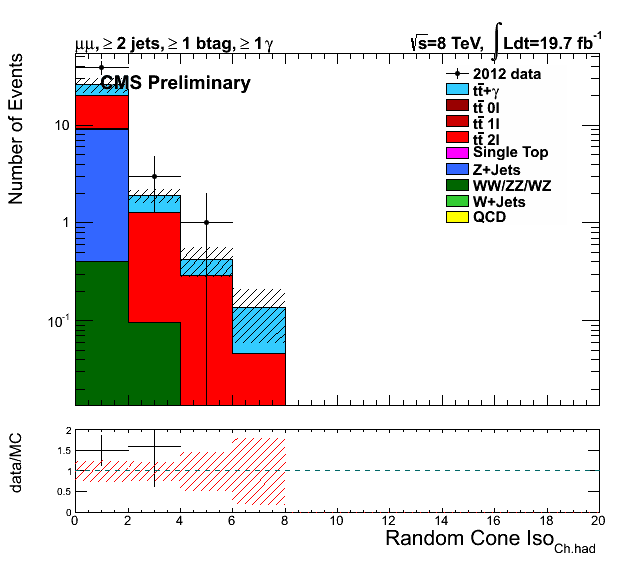 μμ, ≥ 2 jets, ≥ 1 btag, ≥ 1 γ
√s=8 TeV, ∫ Ldt=19.7 fb⁻¹
CMS Preliminary
Number of Events
10
1
10⁻¹
2012 data
tt̄+γ
tt̄ 0l
tt̄ 1l
tt̄ 2l
Single Top
Z+Jets
WW/ZZ/WZ
W+Jets
QCD
data/MC
2
1.5
1
0.5
0
0 2 4 6 8 10 12 14 16 18 20
Random Cone Iso_Ch.had